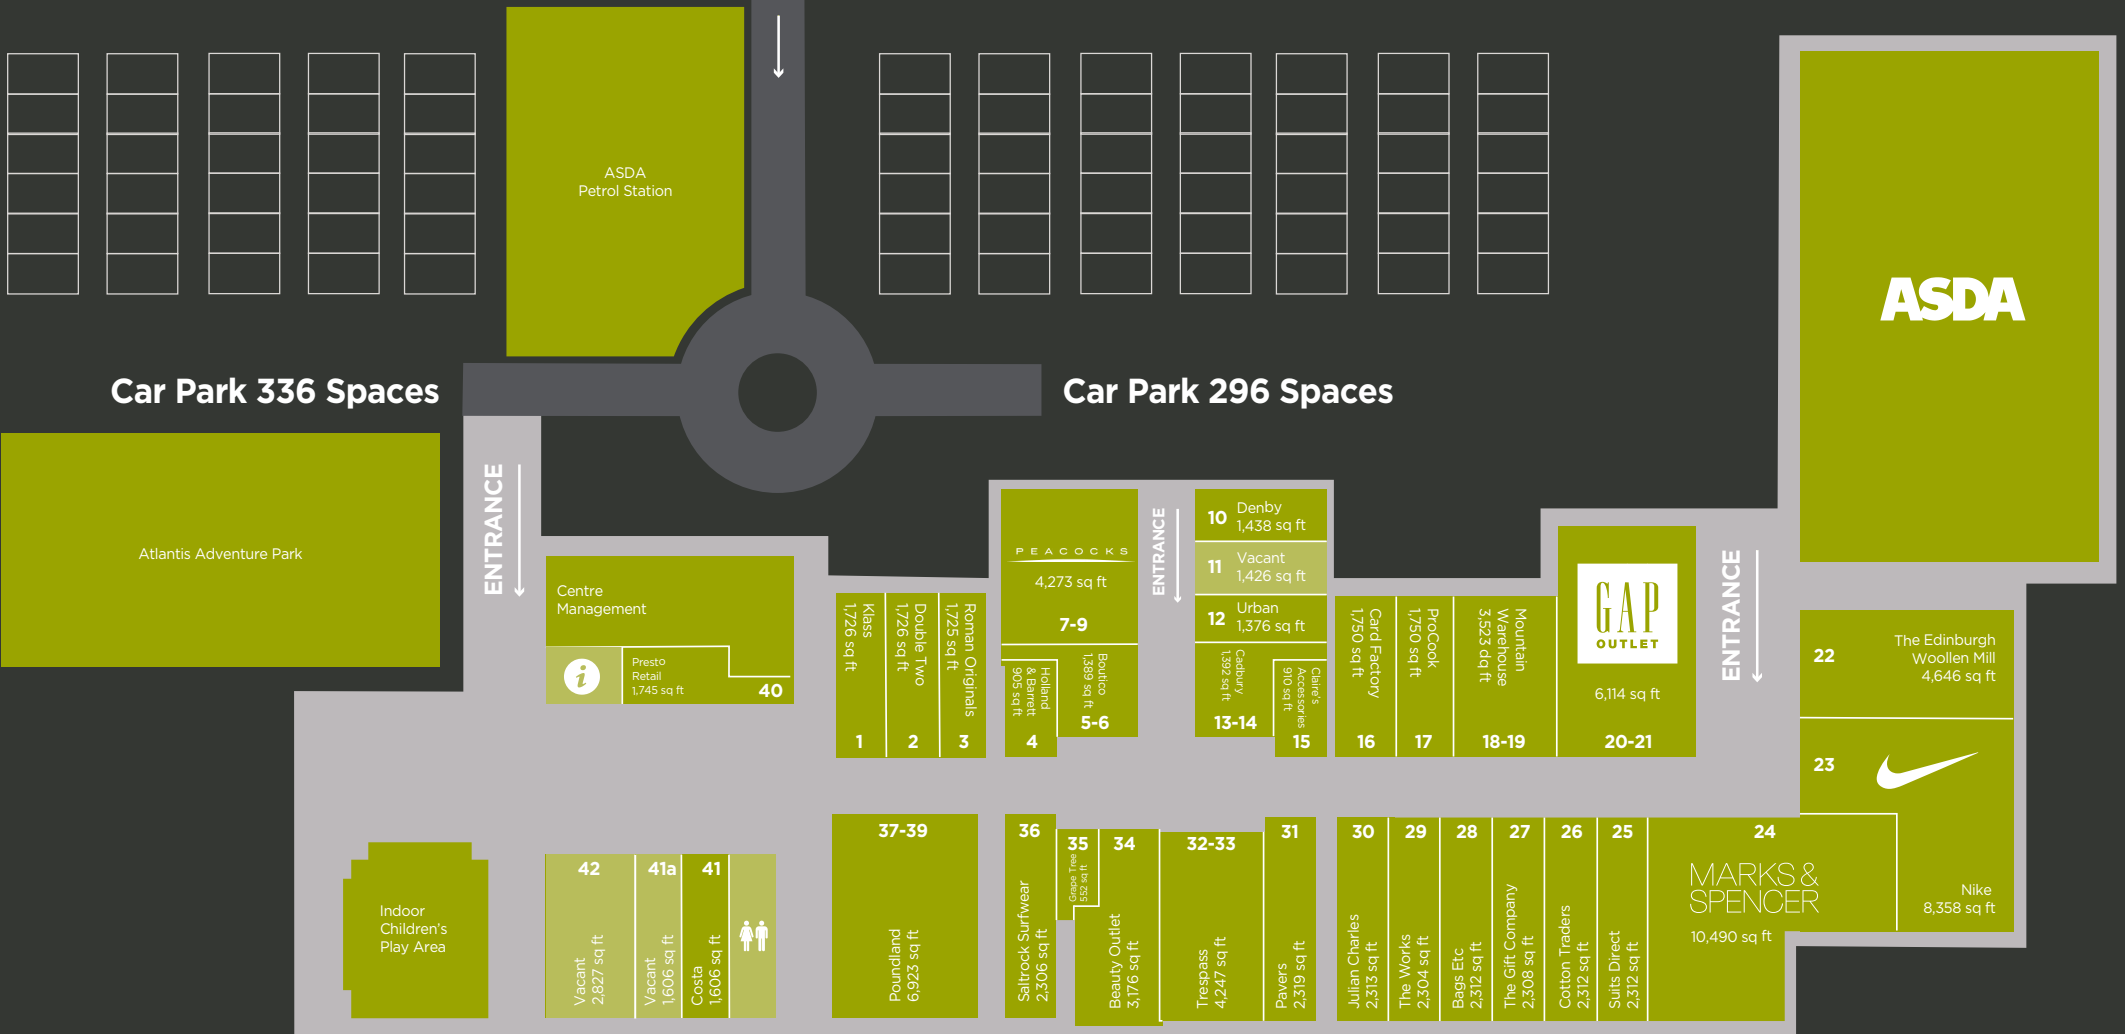 ASDA
Petrol Station
ASDA
Car Park 336 Spaces
Car Park 296 Spaces
Atlantis Adventure Park
ENTRANCE
Centre
Management
i
Presto
Retail
1,745 sq ft
40
Klass
1,726 sq ft
1
Double Two
1,726 sq ft
2
Roman Originals
1,725 sq ft
3
PEACOCKS
4,273 sq ft
7-9
Holland
& Barrett
905 sq ft
4
Boutico
1,389 sq ft
5-6
ENTRANCE
10
Denby
1,438 sq ft
11
Vacant
1,426 sq ft
12
Urban
1,376 sq ft
Cadbury
1,392 sq ft
13-14
Claire's
Accessories
910 sq ft
15
Card Factory
1,750 sq ft
16
ProCook
1,750 sq ft
17
Mountain
Warehouse
3,523 dq ft
18-19
GAP
OUTLET
6,114 sq ft
20-21
ENTRANCE
22
The Edinburgh
Woollen Mill
4,646 sq ft
23
Nike
8,358 sq ft
Indoor
Children's
Play Area
42
Vacant
2,827 sq ft
41a
Vacant
1,606 sq ft
41
Costa
1,606 sq ft
37-39
Poundland
6,923 sq ft
36
Saltrock Surfwear
2,306 sq ft
35
Grape Tree
552 sq ft
34
Beauty Outlet
3,176 sq ft
32-33
Trespass
4,247 sq ft
31
Pavers
2,319 sq ft
30
Julian Charles
2,313 sq ft
29
The Works
2,304 sq ft
28
Bags Etc
2,312 sq ft
27
The Gift Company
2,308 sq ft
26
Cotton Traders
2,312 sq ft
25
Suits Direct
2,312 sq ft
24
MARKS &
SPENCER
10,490 sq ft